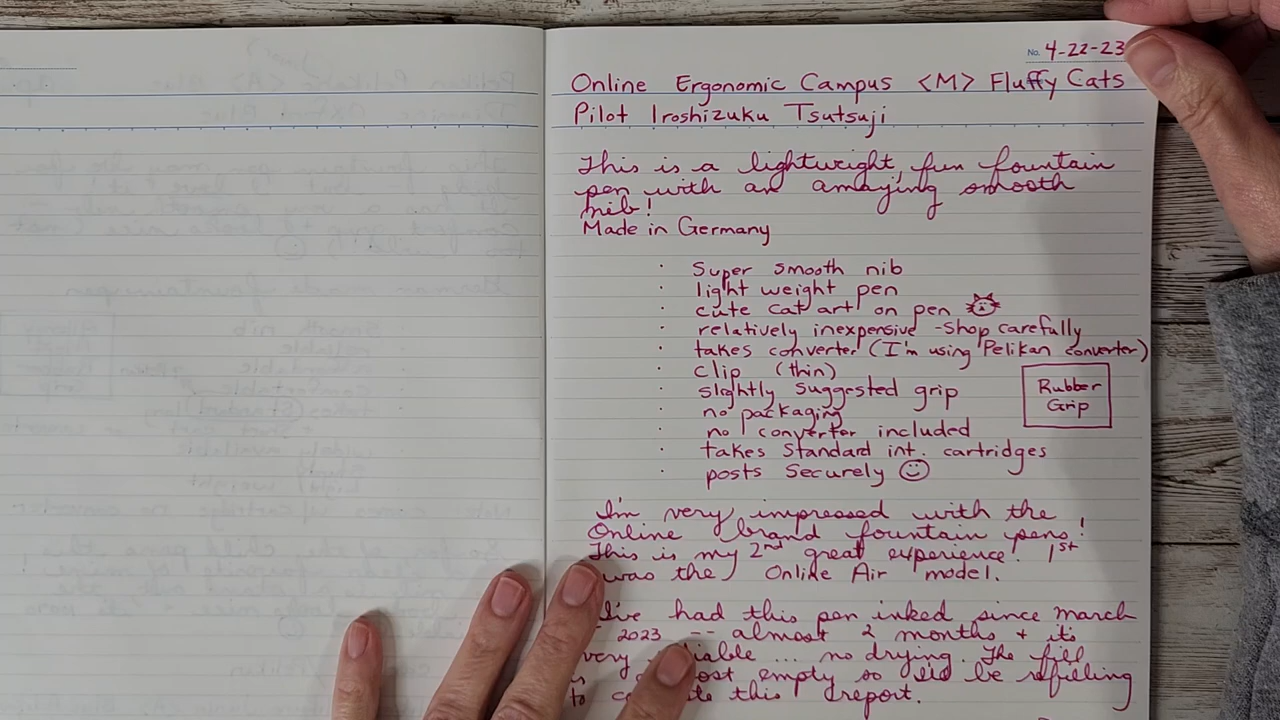 No. 4-22-23
Online Ergonomic Campus <M> Fluffy Cats
Pilot Iroshizuku Tsutsuji
This is a lightweight, fun fountain
pen with an amazing smooth
nib!
Made in Germany
· Super smooth nib
· light weight pen
· cute cat art on pen
· relatively inexpensive - Shop carefully
· takes converter (I'm using Pelikan converter)
· clip (thin)
· slightly suggested grip
Rubber
Grip
· no packaging
· no converter included
· takes Standard int. cartridges
· posts Securely ☺
I'm very impressed with the
Online brand fountain pens!
This is my 2nd great experience! 1st
was the Online Air model.
I've had this pen inked since March
2023 -- almost 2 months + it's
very ... no drying. The fill
empty so be refilling
to this report.